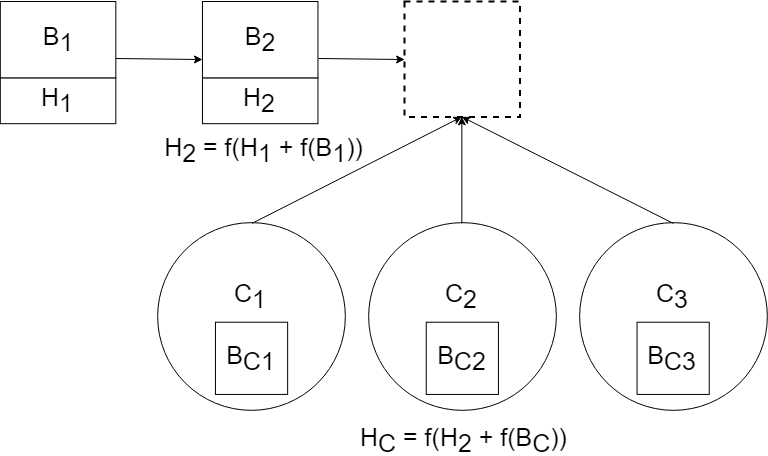 B1
B2
H1
H2
H2 = f(H1 + f(B1))
C1
C2
C3
BC1
BC2
BC3
HC = f(H2 + f(BC))